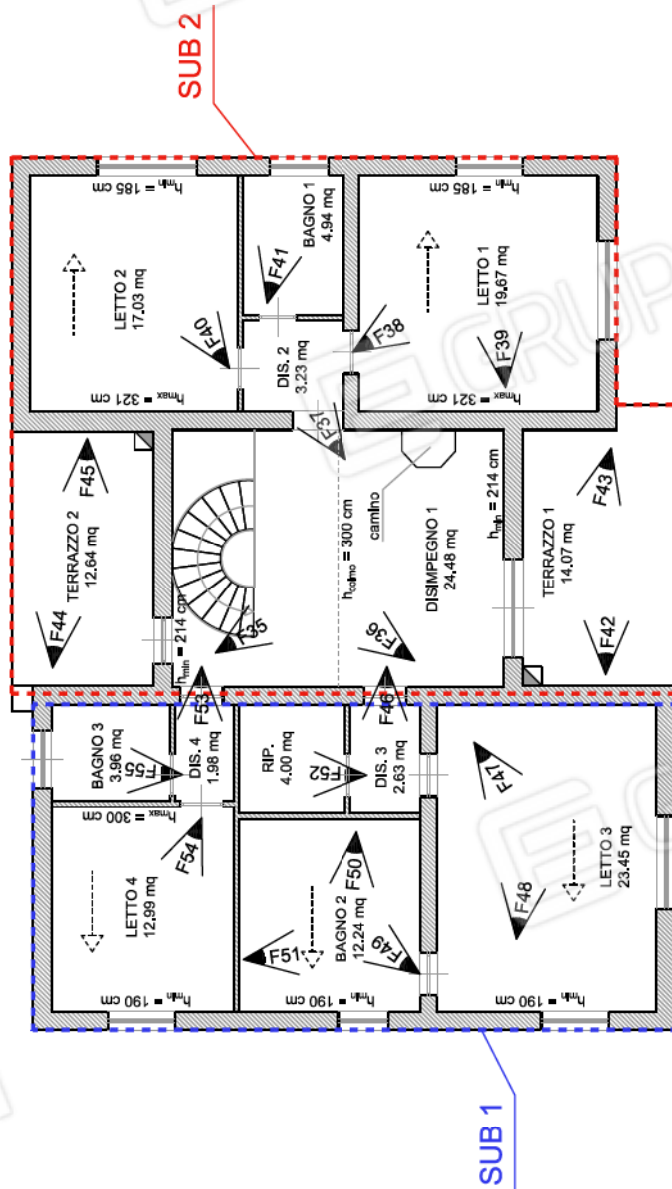 SUB 2
LETTO 2
17.03 mq
hmin = 185 cm
hmax = 321 cm
F40
F41
BAGNO 1
4.94 mq
DIS. 2
3.23 mq
F38
LETTO 1
19.67 mq
hmin = 185 cm
hmax = 321 cm
F39
F37
F45
TERRAZZO 2
12.64 mq
F44
hmin = 214 cm
F35
hcolmo = 300 cm
camino
DISIMPEGNO 1
24.48 mq
F36
hmin = 214 cm
F43
TERRAZZO 1
14.07 mq
F42
F53
F46
BAGNO 3
3.96 mq
F55
DIS. 4
1.98 mq
RIP.
4.00 mq
F52
DIS. 3
2.63 mq
hmax = 300 cm
F54
LETTO 4
12.99 mq
hmin = 190 cm
F50
F51
BAGNO 2
12.24 mq
F49
hmin = 190 cm
F47
F48
LETTO 3
23.45 mq
hmin = 190 cm
SUB 1